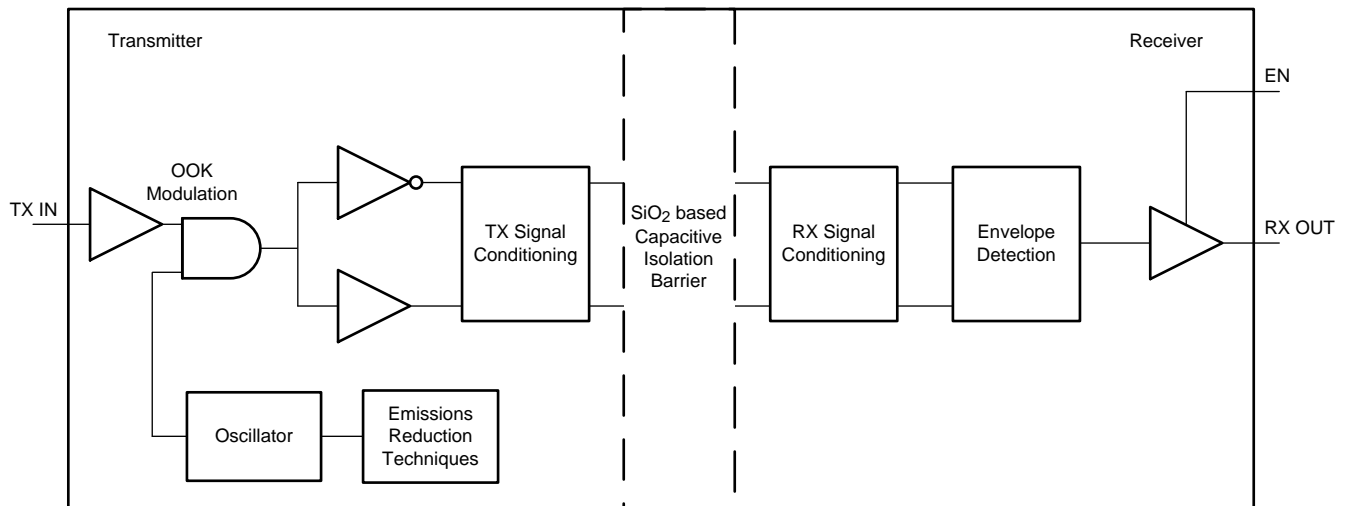 Transmitter
Receiver
EN
OOK
Modulation
TX IN
TX Signal
Conditioning
SiO2 based
Capacitive
Isolation
Barrier
RX Signal
Conditioning
Envelope
Detection
RX OUT
Oscillator
Emissions
Reduction
Techniques